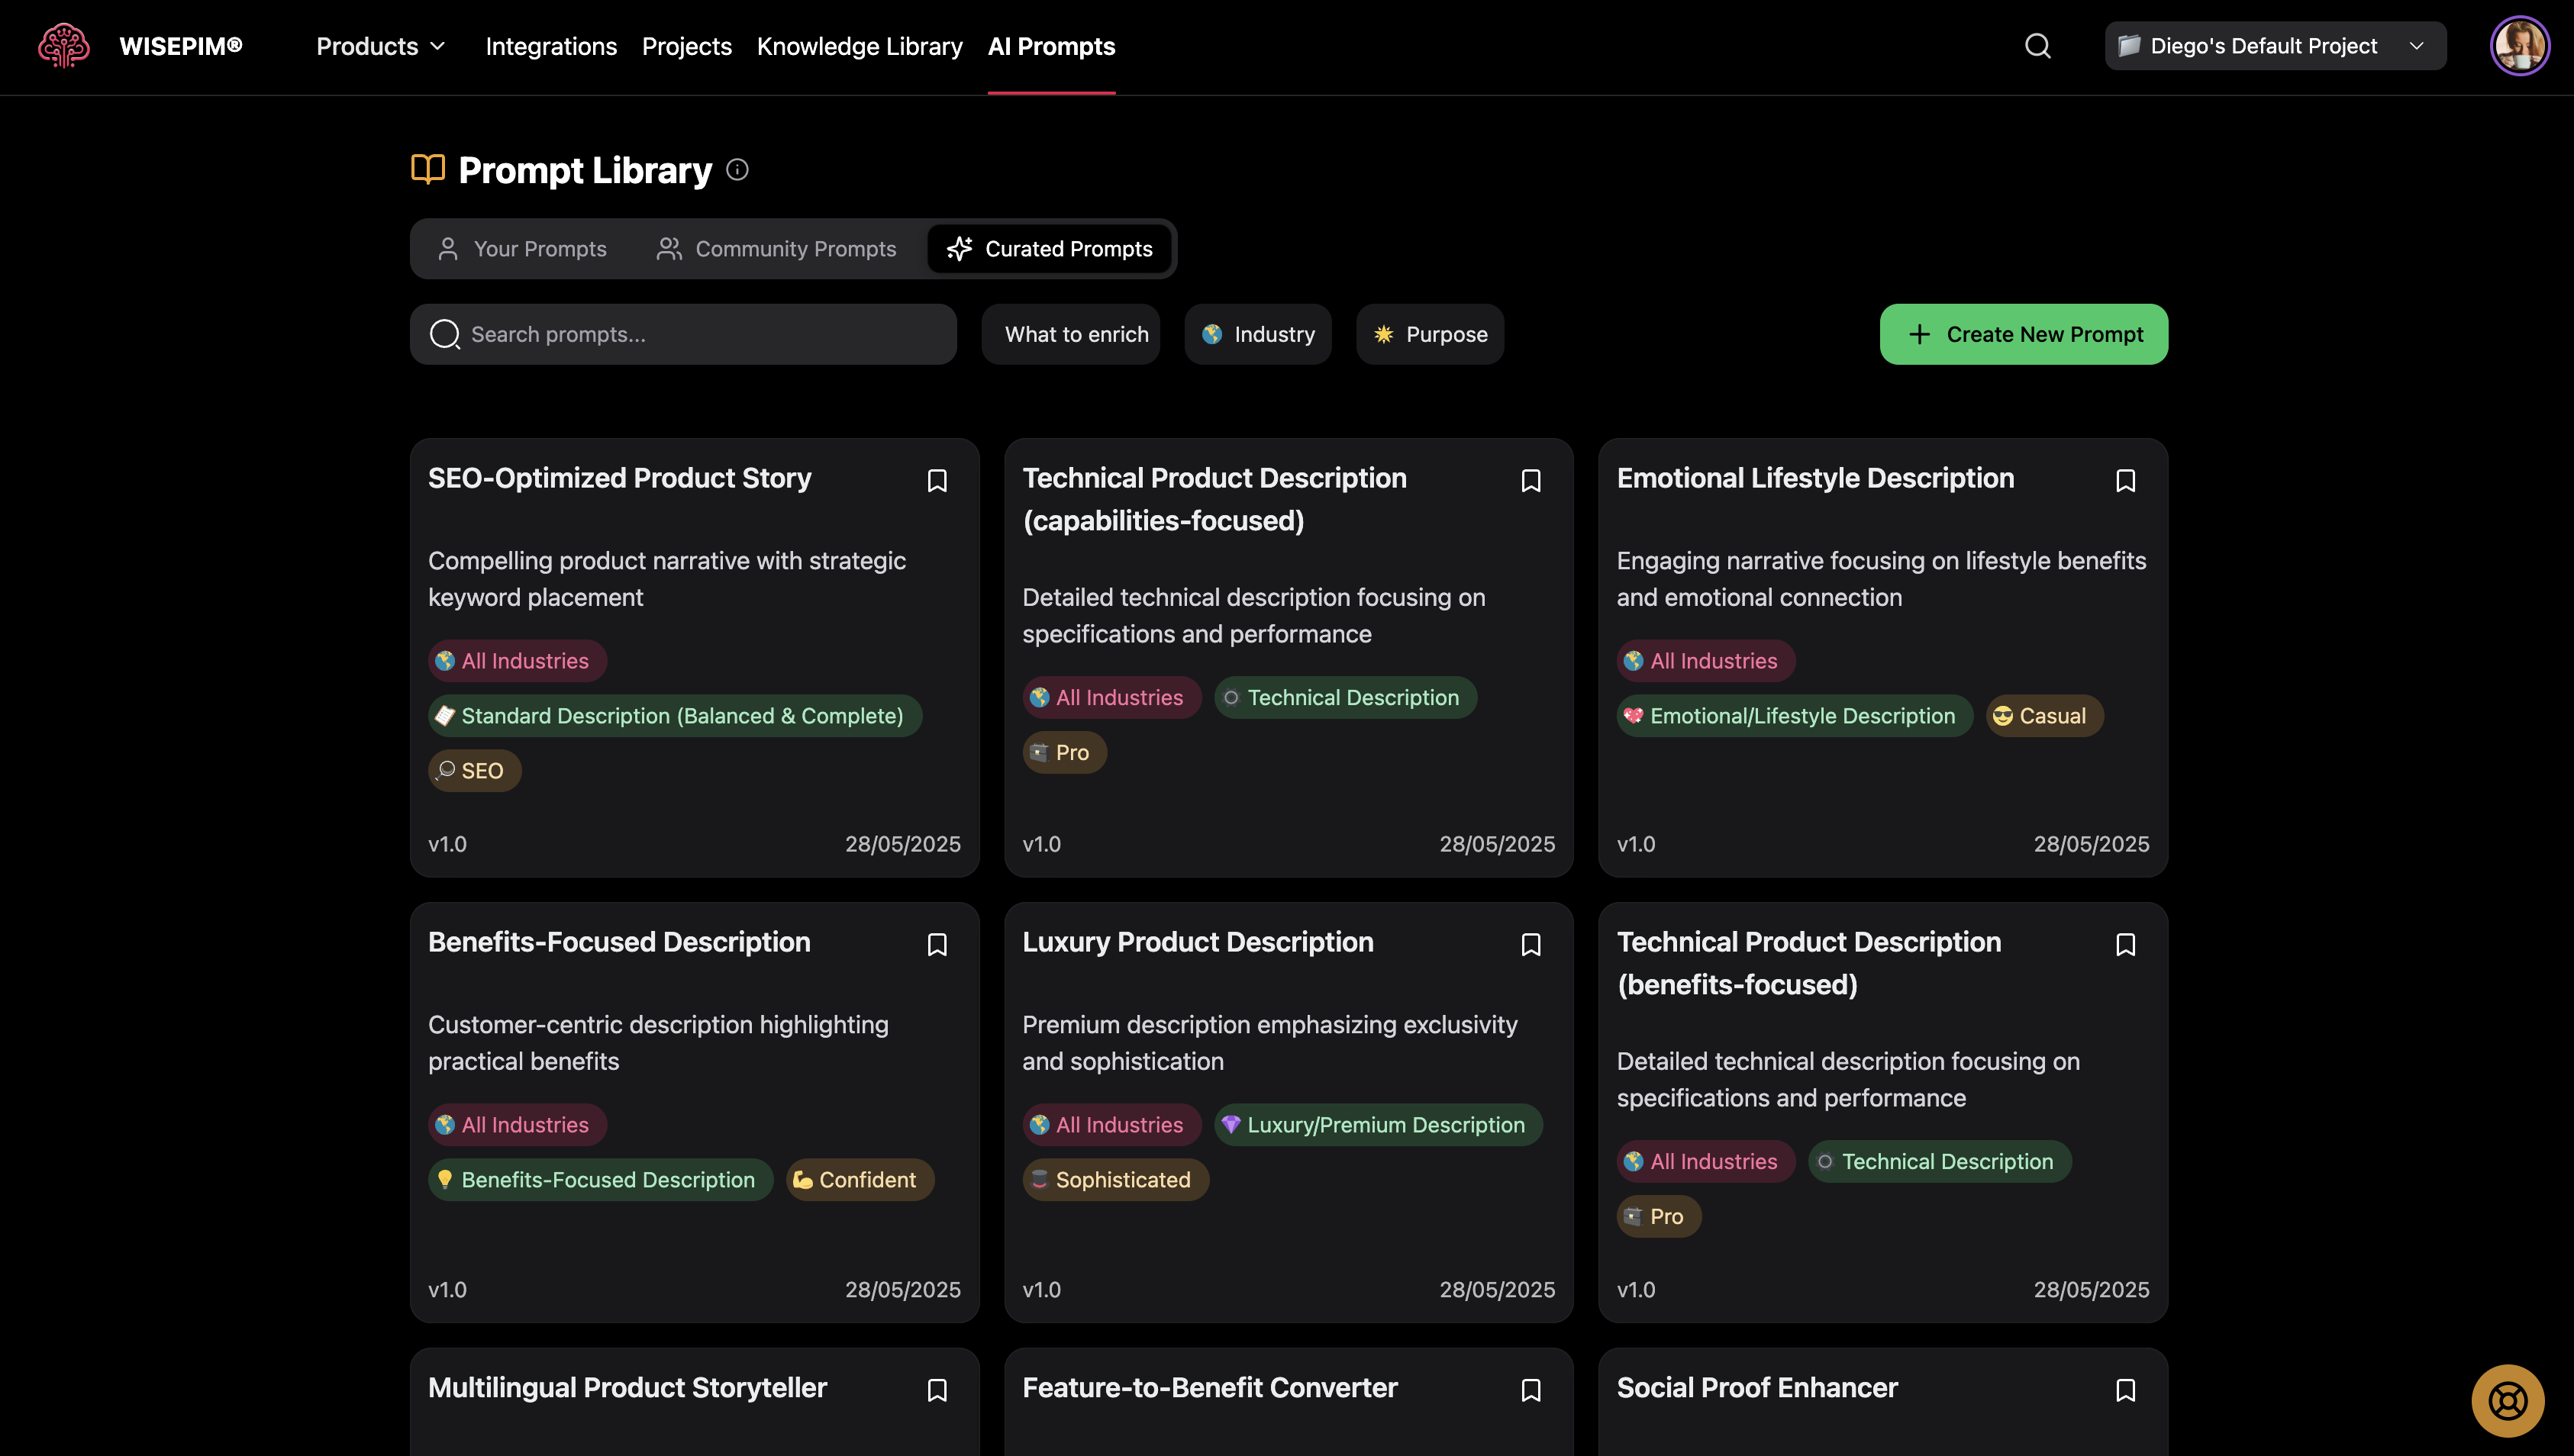 WISEPIM®
Products
Integrations
Projects
Knowledge Library
AI Prompts
Diego's Default Project
Prompt Library
Your Prompts
Community Prompts
Curated Prompts
Search prompts...
What to enrich
Industry
Purpose
Create New Prompt
SEO-Optimized Product Story
Compelling product narrative with strategic
keyword placement
All Industries
Standard Description (Balanced & Complete)
SEO
v1.0
28/05/2025
Technical Product Description
(capabilities-focused)
Detailed technical description focusing on
specifications and performance
All Industries
Technical Description
Pro
v1.0
28/05/2025
Emotional Lifestyle Description
Engaging narrative focusing on lifestyle benefits
and emotional connection
All Industries
Emotional/Lifestyle Description
Casual
v1.0
28/05/2025
Benefits-Focused Description
Customer-centric description highlighting
practical benefits
All Industries
Benefits-Focused Description
Confident
v1.0
28/05/2025
Luxury Product Description
Premium description emphasizing exclusivity
and sophistication
All Industries
Luxury/Premium Description
Sophisticated
v1.0
28/05/2025
Technical Product Description
(benefits-focused)
Detailed technical description focusing on
specifications and performance
All Industries
Technical Description
Pro
v1.0
28/05/2025
Multilingual Product Storyteller
Feature-to-Benefit Converter
Social Proof Enhancer